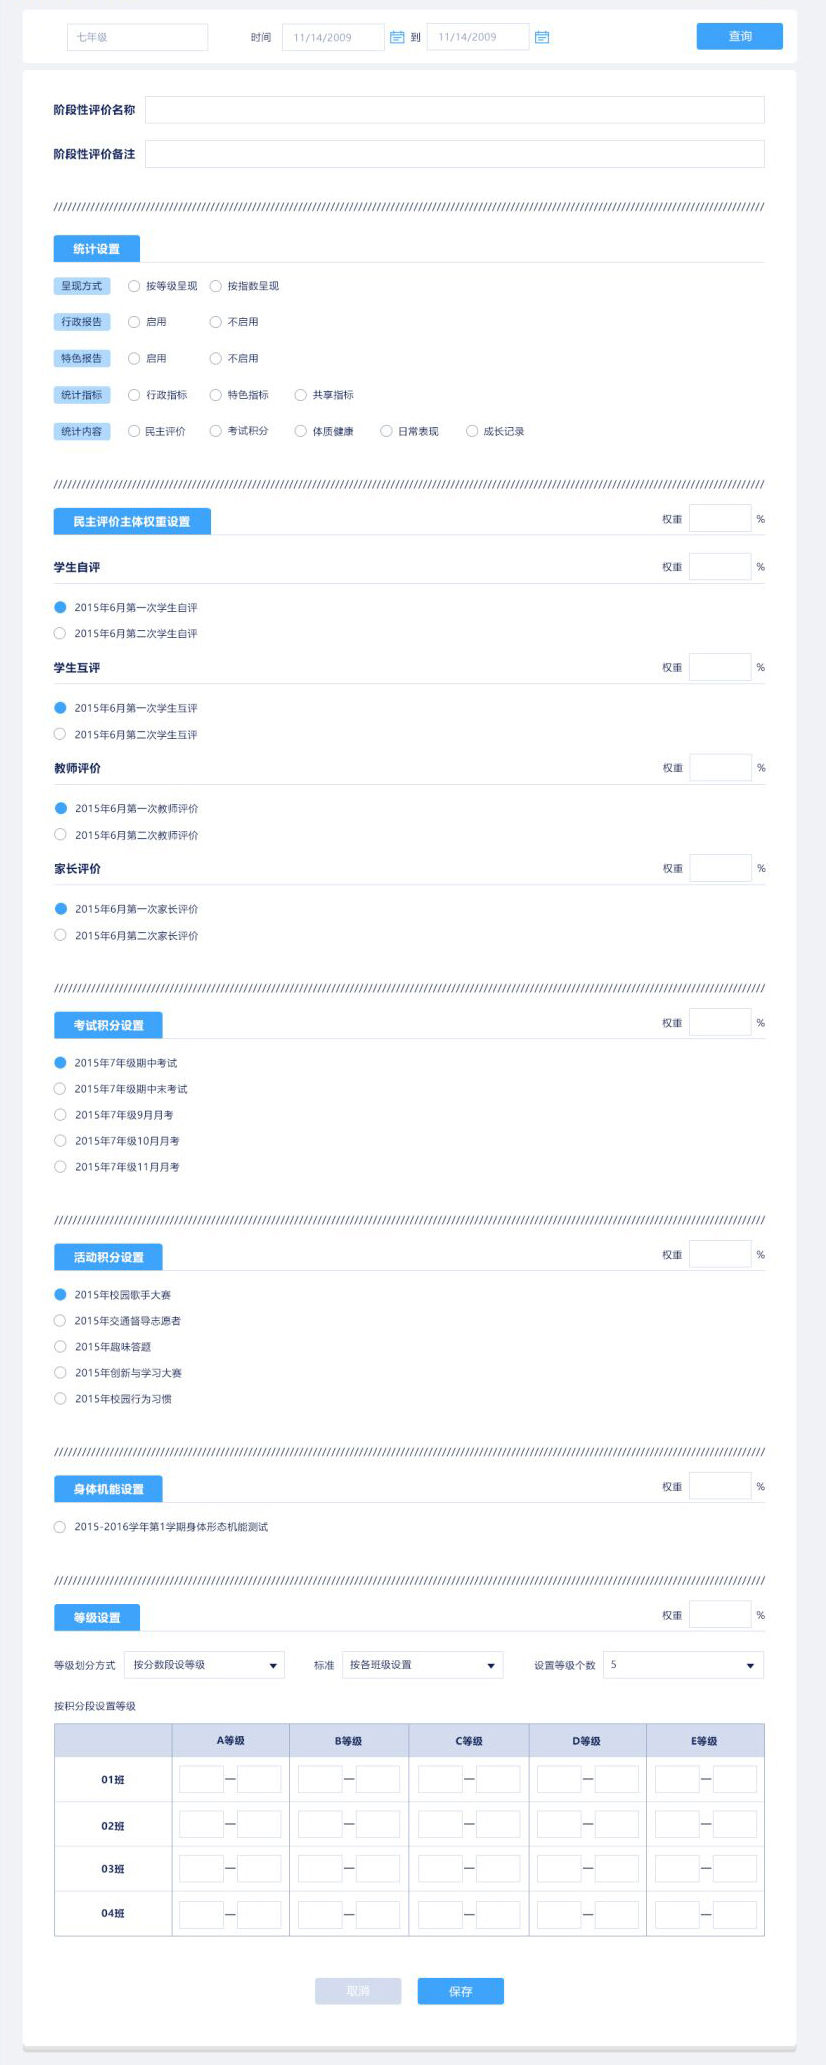 七年级 时间 11/14/2009 到 11/14/2009 查询
阶段性评价名称
阶段性评价备注
统计设置
呈现方式 按等级呈现 按指数呈现
行政报告 启用 不启用
特色报告 启用 不启用
统计指标 行政指标 特色指标 共享指标
统计内容 民主评价 考试积分 体质健康 日常表现 成长记录
民主评价主体权重设置 权重 %
学生自评 权重 %
2015年6月第一次学生自评
2015年6月第二次学生自评
学生互评 权重 %
2015年6月第一次学生互评
2015年6月第二次学生互评
教师评价 权重 %
2015年6月第一次教师评价
2015年6月第二次教师评价
家长评价 权重 %
2015年6月第一次家长评价
2015年6月第二次家长评价
考试积分设置 权重 %
2015年7年级期中考试
2015年7年级期中末考试
2015年7年级9月月考
2015年7年级10月月考
2015年7年级11月月考
活动积分设置 权重 %
2015年校园歌手大赛
2015年交通督导志愿者
2015年趣味答题
2015年创新与学习大赛
2015年校园行为习惯
身体机能设置 权重 %
2015-2016学年第1学期身体形态机能测试
等级设置 权重 %
等级划分方式 按分数段设等级 标准 按各班级设置 设置等级个数 5
按积分段设置等级
A等级 B等级 C等级 D等级 E等级
01班 — — — — —
02班 — — — — —
03班 — — — — —
04班 — — — — —
取消 保存